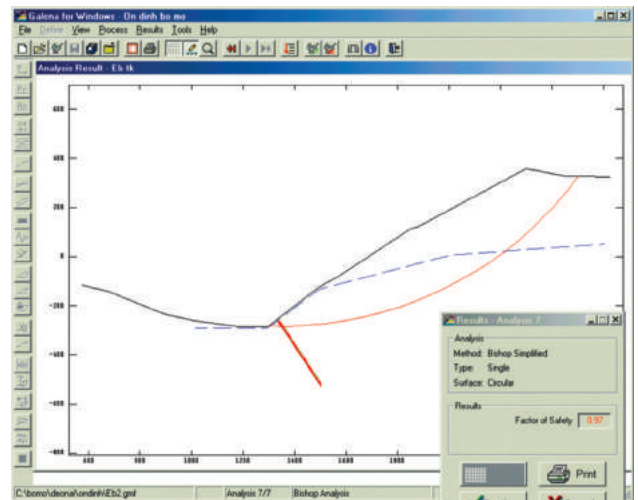 Galena for Windows - On dinh bo mo
File Define View Process Results Tools Help
Analysis Result - Eb tk
600
400
200
0
-200
-400
-600
-800
600 1000 1200 1400 1600 1800
Results - Analysis 7
Analysis
Method: Bishop Simplified
Type: Single
Surface: Circular
Results
Factor of Safety 0.97
Print
C:\bomo\deonai\ondinh\Eb2.gmf Analysis 7/7 Bishop Analysis